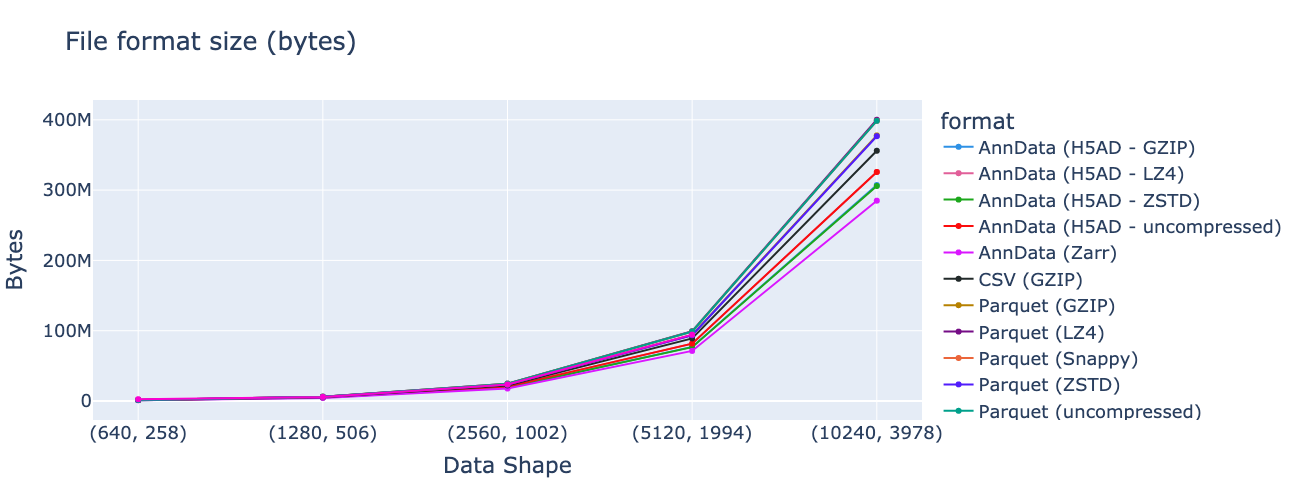 File format size (bytes)
400M
300M
200M
100M
0
Bytes
(640, 258)
(1280, 506)
(2560, 1002)
(5120, 1994)
(10240, 3978)
Data Shape
format
AnnData (H5AD - GZIP)
AnnData (H5AD - LZ4)
AnnData (H5AD - ZSTD)
AnnData (H5AD - uncompressed)
AnnData (Zarr)
CSV (GZIP)
Parquet (GZIP)
Parquet (LZ4)
Parquet (Snappy)
Parquet (ZSTD)
Parquet (uncompressed)